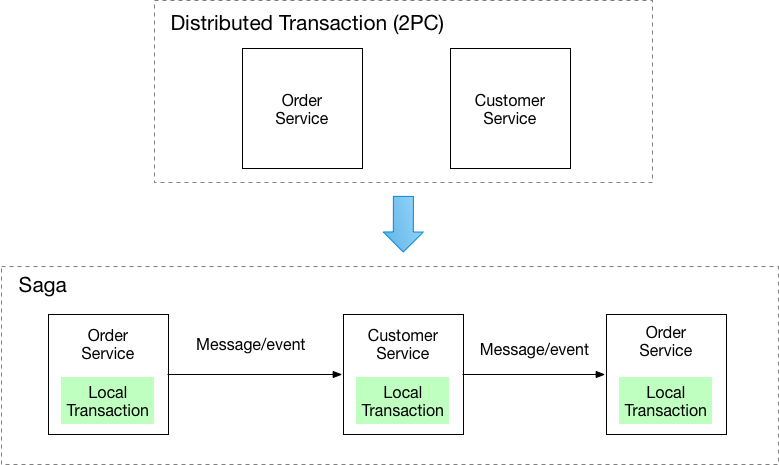 Distributed Transaction (2PC)
Order
Service
Customer
Service
Saga
Order
Service
Local
Transaction
Message/event
Customer
Service
Local
Transaction
Message/event
Order
Service
Local
Transaction